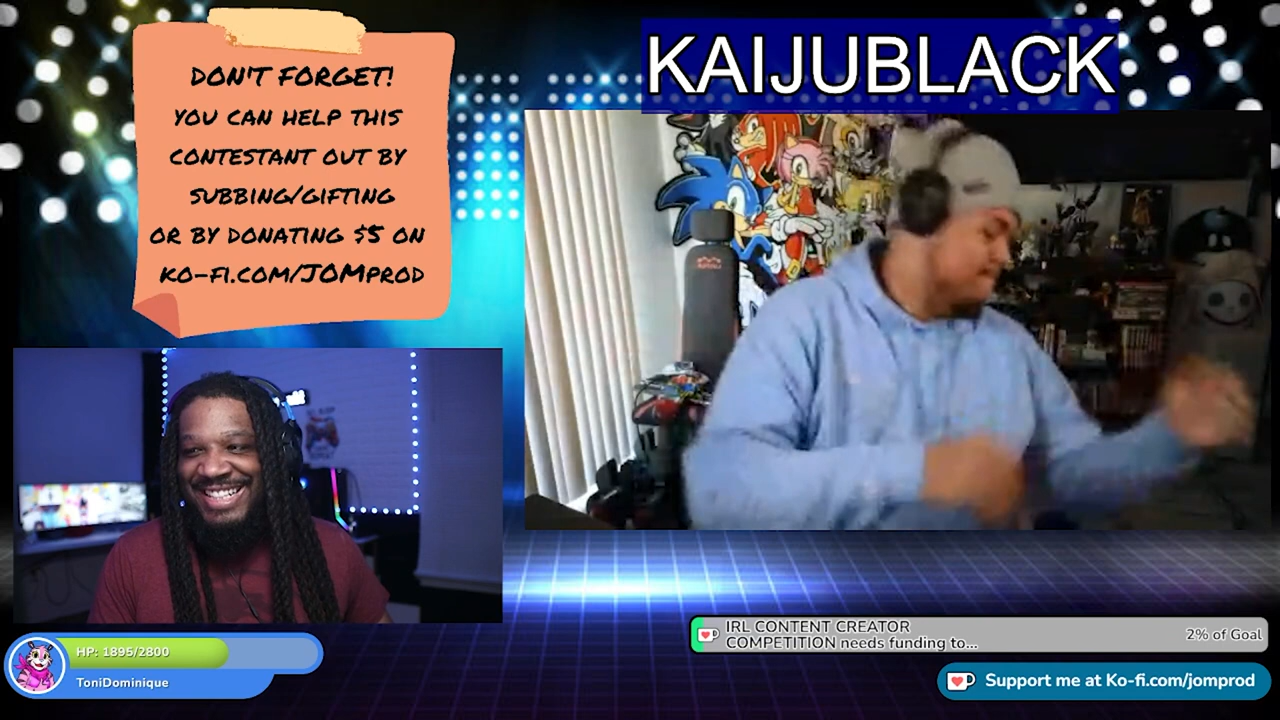 DON'T FORGET!
YOU CAN HELP THIS
CONTESTANT OUT BY
SUBBING/GIFTING
OR BY DONATING $5 ON
KO-FI.COM/JOMPROD
KAIJUBLACK
HP: 1895/2800
ToniDominique
IRL CONTENT CREATOR
COMPETITION needs funding to...
2% of Goal
Support me at Ko-fi.com/jomprod